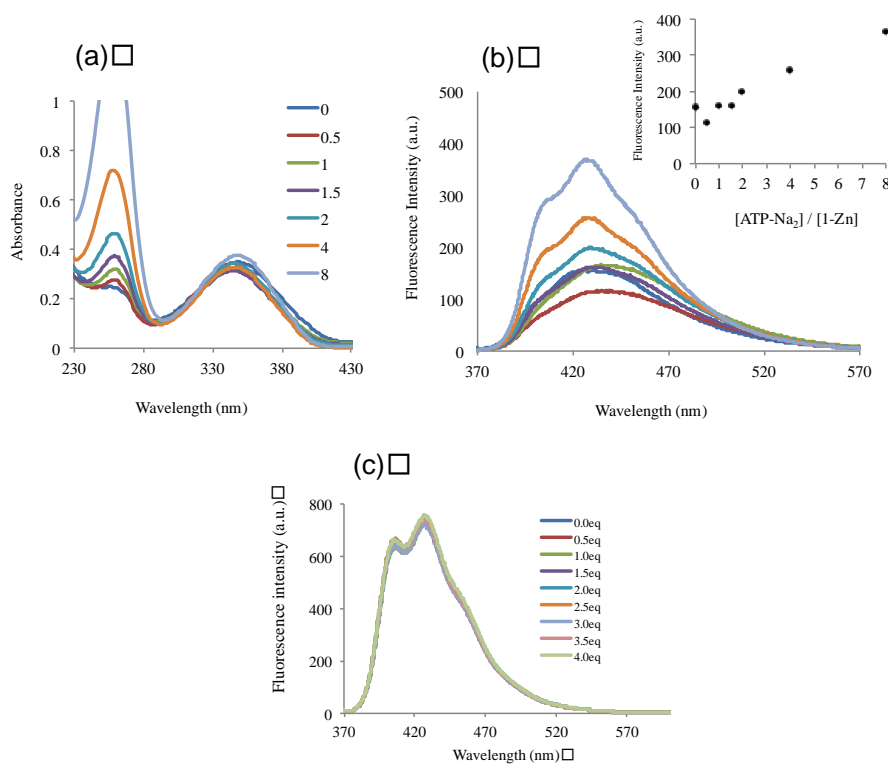 (a)□
Absorbance
1
0.8
0.6
0.4
0.2
0
230 280 330 380 430
Wavelength (nm)
0
0.5
1
1.5
2
4
8
(b)□
Fluorescence Intensity (a.u.)
500
400
300
200
100
0
370 420 470 520 570
Wavelength (nm)
Fluorescence Intensity (a.u.)
400
300
200
100
0
0 1 2 3 4 5 6 7 8
[ATP-Na₂] / [1-Zn]
(c)□
Fluorescence intensity (a.u.)□
800
600
400
200
0
370 420 470 520 570
Wavelength (nm)□
0.0eq
0.5eq
1.0eq
1.5eq
2.0eq
2.5eq
3.0eq
3.5eq
4.0eq